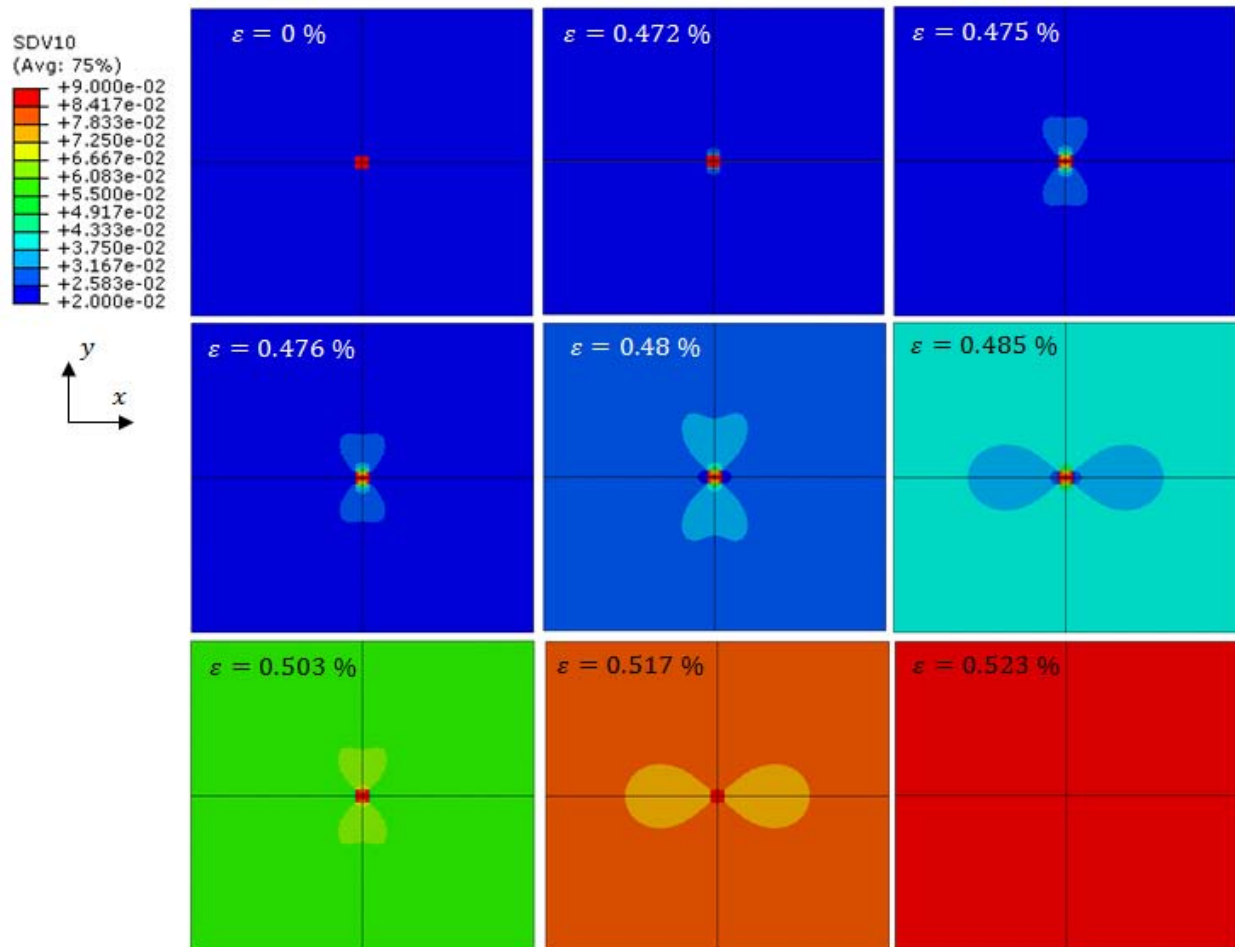 SDV10
(Avg: 75%)
+9.000e-02
+8.417e-02
+7.833e-02
+7.250e-02
+6.667e-02
+6.083e-02
+5.500e-02
+4.917e-02
+4.333e-02
+3.750e-02
+3.167e-02
+2.583e-02
+2.000e-02
y
x
ε = 0 %
ε = 0.472 %
ε = 0.475 %
ε = 0.476 %
ε = 0.48 %
ε = 0.485 %
ε = 0.503 %
ε = 0.517 %
ε = 0.523 %